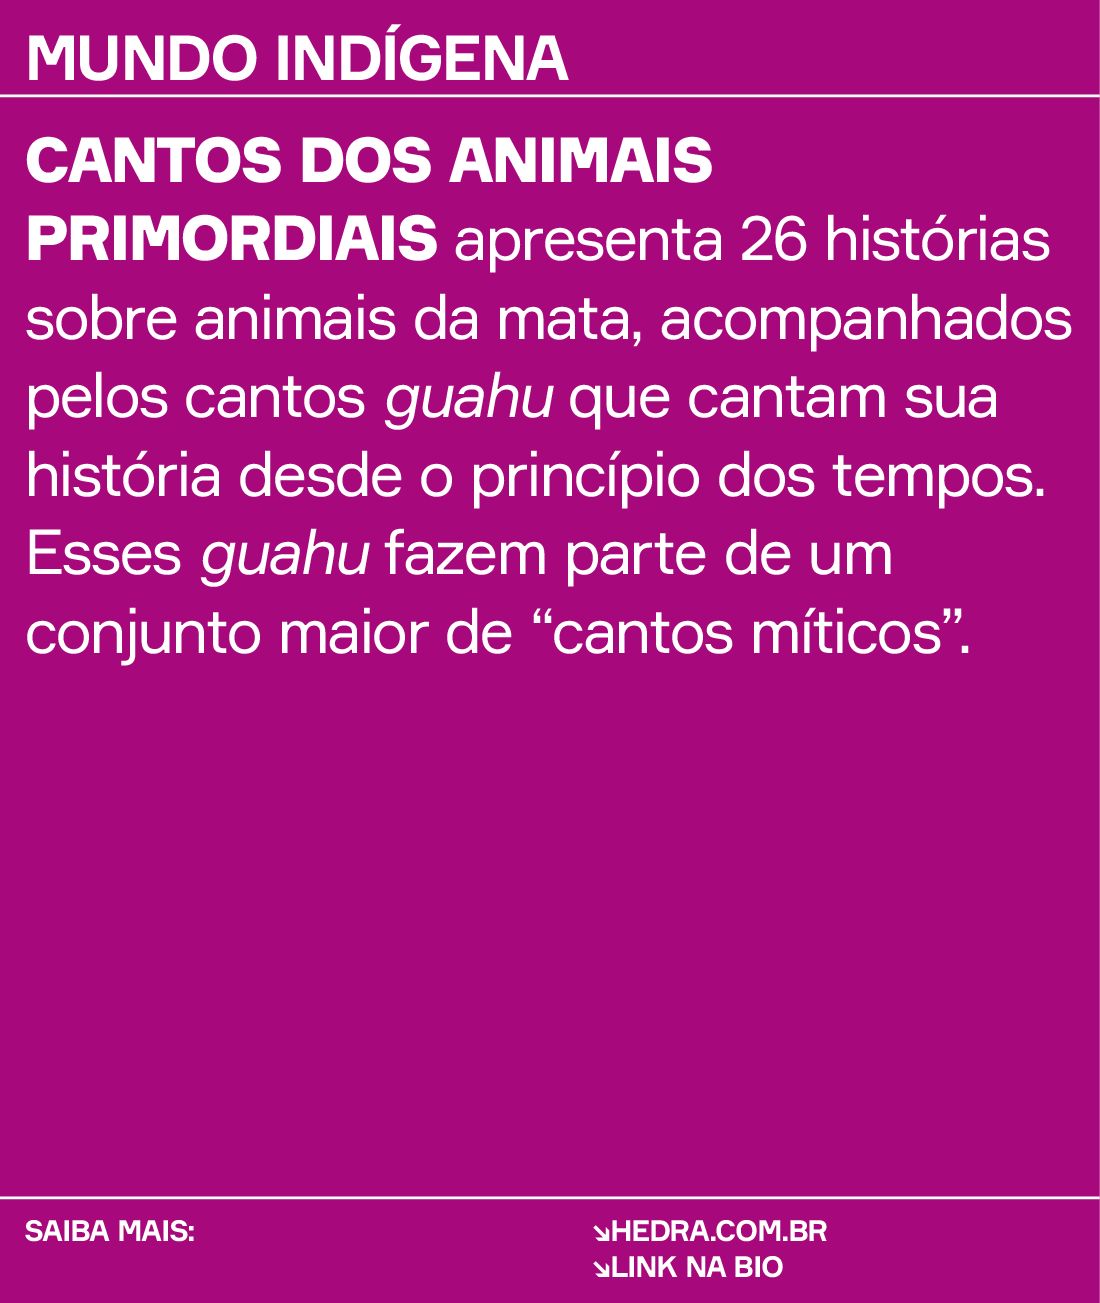 MUNDO INDÍGENA
CANTOS DOS ANIMAIS
PRIMORDIAIS apresenta 26 histórias
sobre animais da mata, acompanhados
pelos cantos guahu que cantam sua
história desde o princípio dos tempos.
Esses guahu fazem parte de um
conjunto maior de “cantos míticos”.
SAIBA MAIS:
↘HEDRA.COM.BR
↘LINK NA BIO